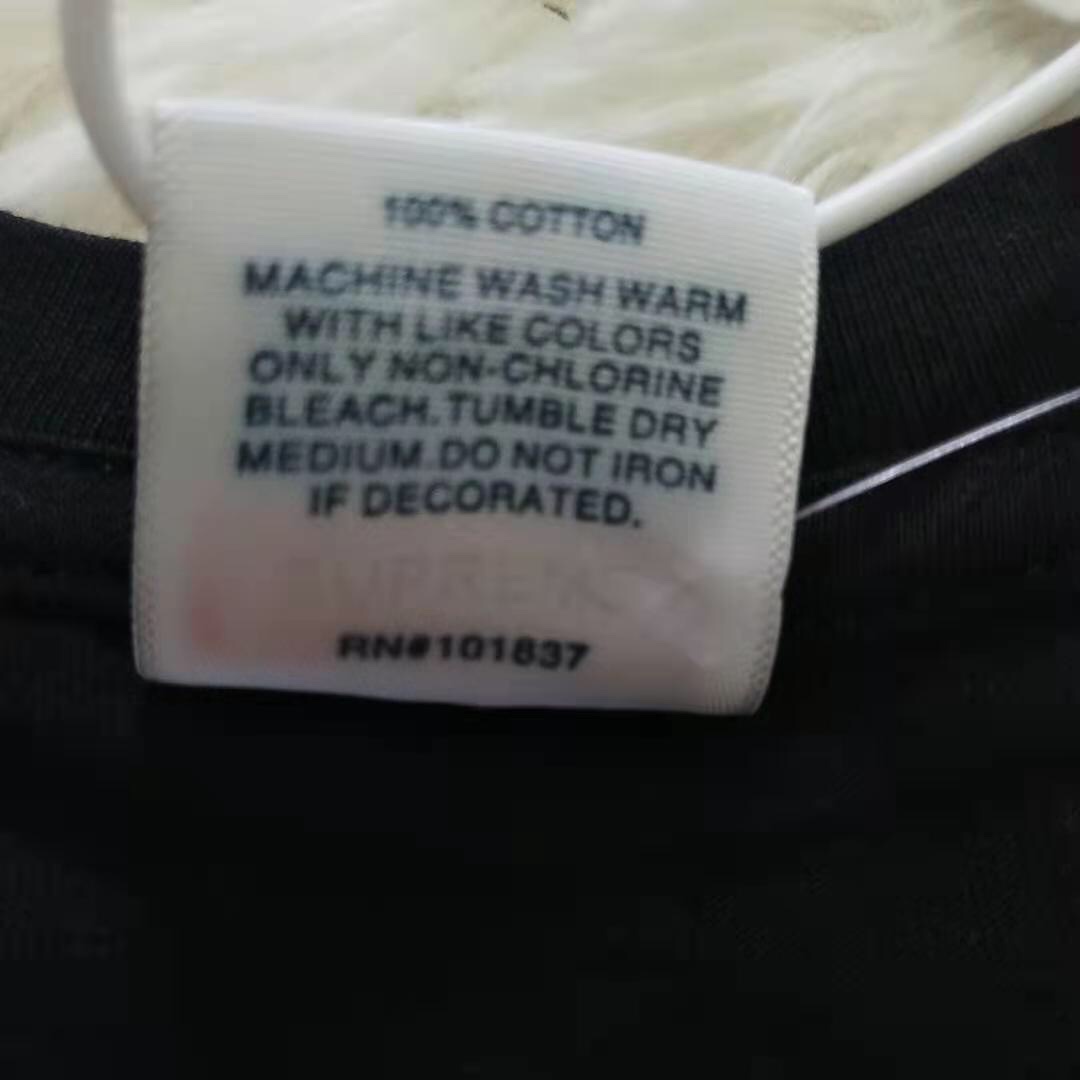 100% COTTON
MACHINE WASH WARM
WITH LIKE COLORS
ONLY NON-CHLORINE
BLEACH.TUMBLE DRY
MEDIUM.DO NOT IRON
IF DECORATED.
RN#101837